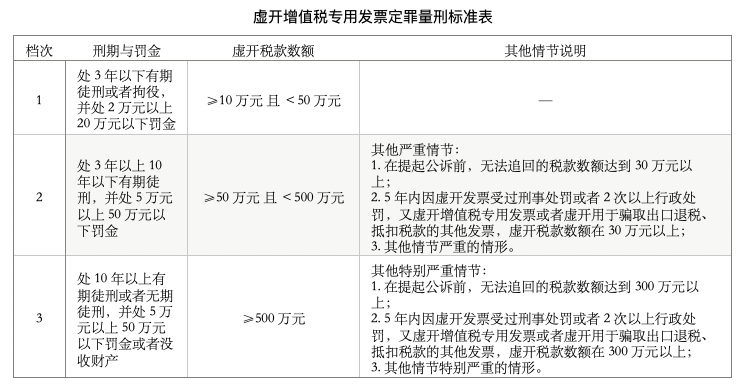 虚开增值税专用发票定罪量刑标准表
档次 刑期与罚金 虚开税款数额 其他情节说明
1
处 3 年以下有期
徒刑或者拘役，
并处 2 万元以上
20 万元以下罚金
≥10 万元 且 < 50 万元
—
2
处 3 年以上 10
年以下有期徒
刑，并处 5 万元
以上 50 万元以
下罚金
≥50 万元 且 < 500 万元
其他严重情节：
1. 在提起公诉前，无法追回的税款数额达到 30 万元以
上；
2. 5 年内因虚开发票受过刑事处罚或者 2 次以上行政处
罚，又虚开增值税专用发票或者虚开用于骗取出口退税、
抵扣税款的其他发票，虚开税款数额在 30 万元以上；
3. 其他情节严重的情形。
3
处 10 年以上有
期徒刑或者无期
徒刑，并处 5 万
元以上 50 万元
以下罚金或者没
收财产
≥500 万元
其他特别严重情节：
1. 在提起公诉前，无法追回的税款数额达到 300 万元以
上；
2. 5 年内因虚开发票受过刑事处罚或者 2 次以上行政处
罚，又虚开增值税专用发票或者虚开用于骗取出口退税、
抵扣税款的其他发票，虚开税款数额在 300 万元以上；
3. 其他情节特别严重的情形。